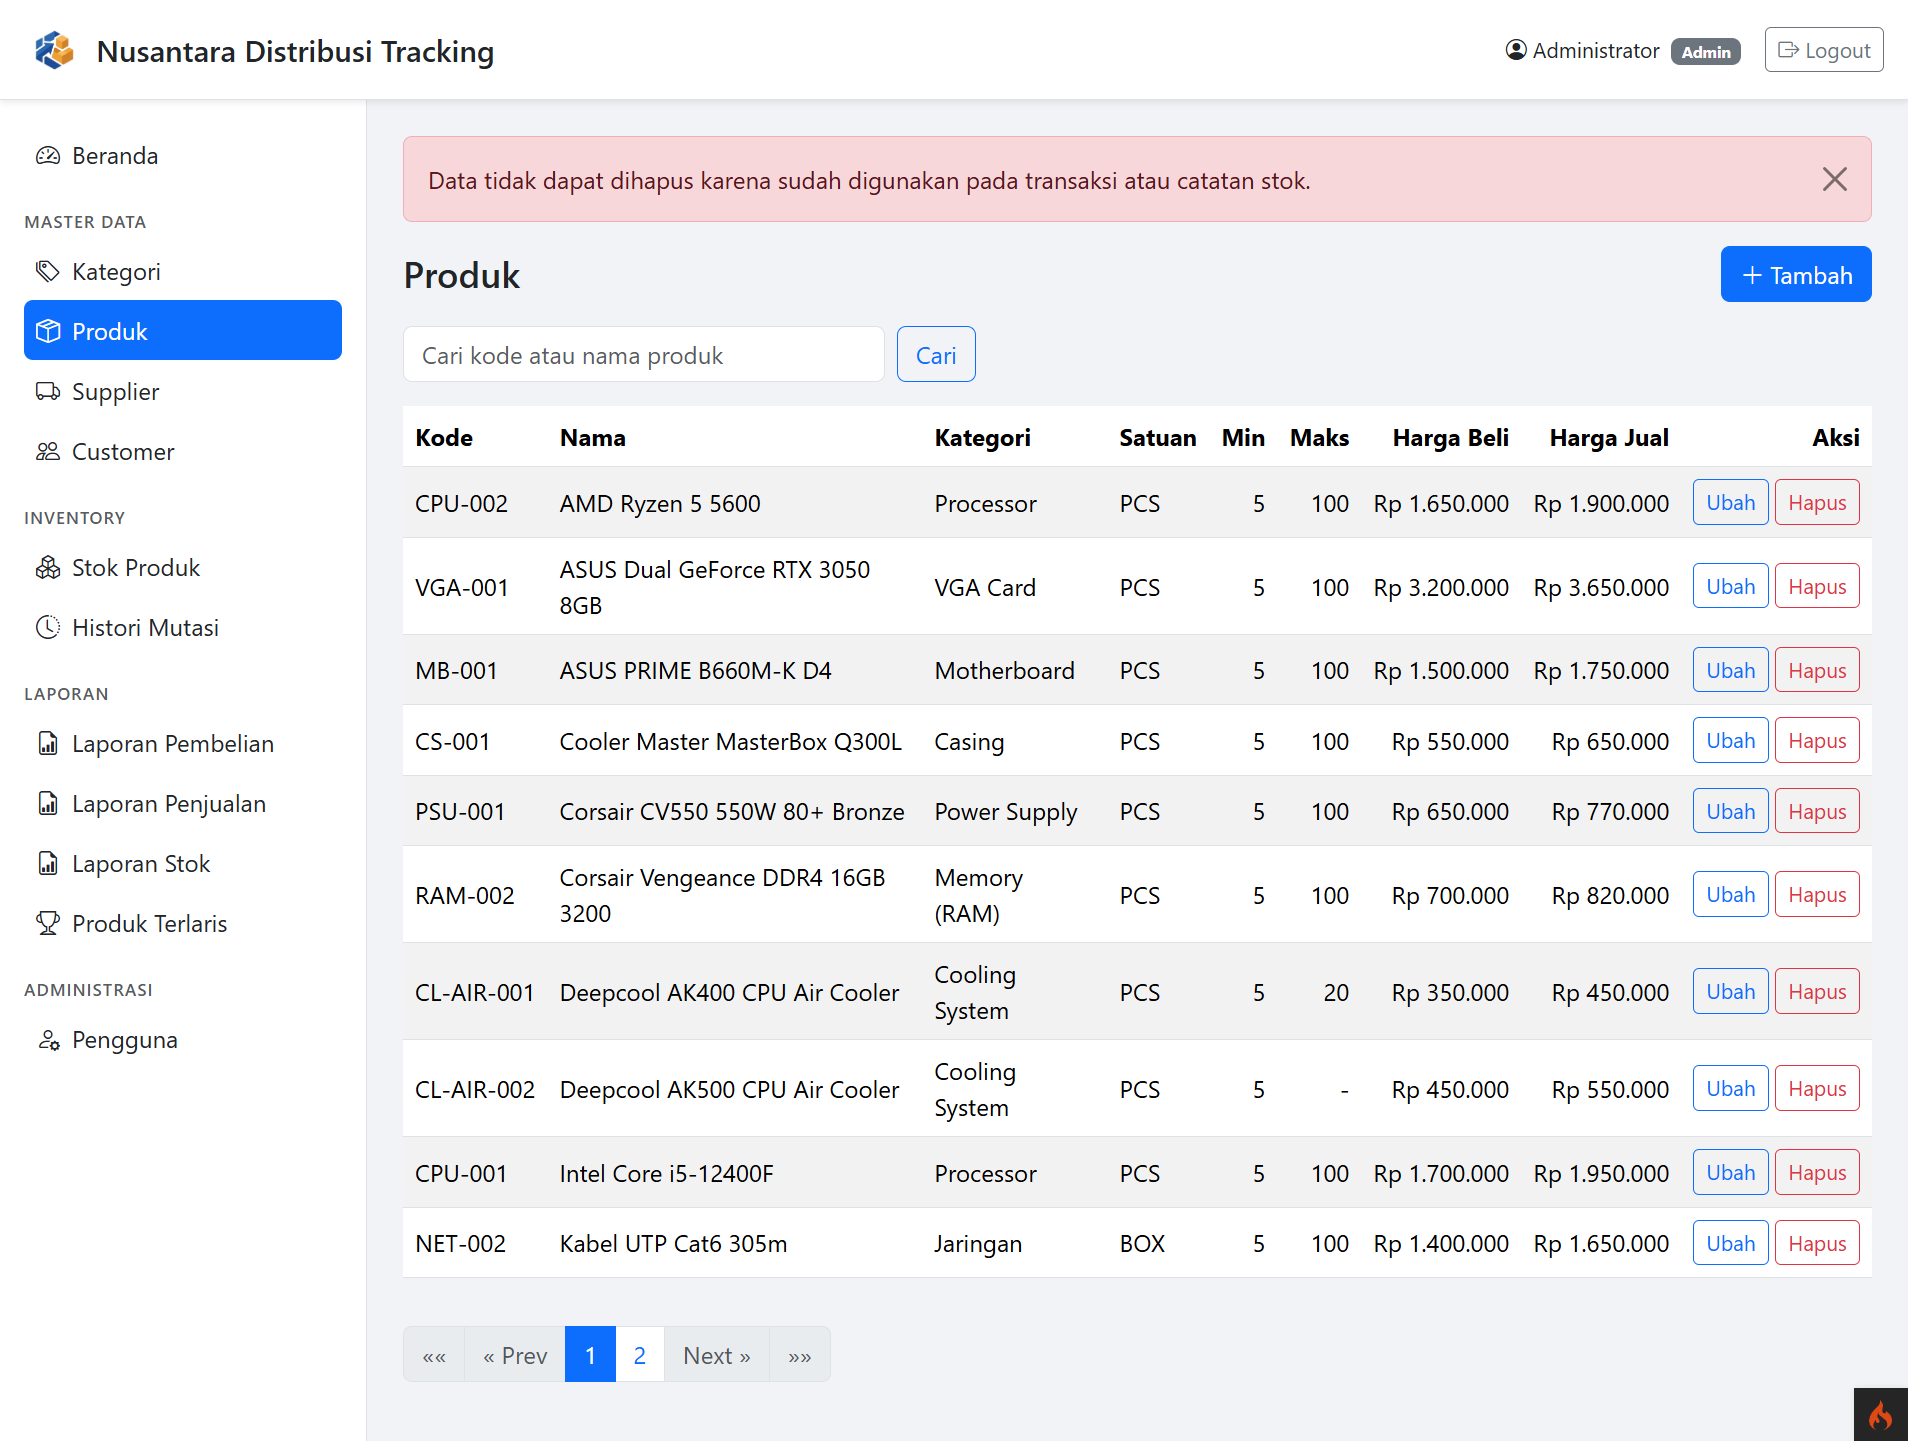 Nusantara Distribusi Tracking
Administrator Admin Logout
Beranda
MASTER DATA
Kategori
Produk
Supplier
Customer
INVENTORY
Stok Produk
Histori Mutasi
LAPORAN
Laporan Pembelian
Laporan Penjualan
Laporan Stok
Produk Terlaris
ADMINISTRASI
Pengguna
Data tidak dapat dihapus karena sudah digunakan pada transaksi atau catatan stok.
Produk
+ Tambah
Cari kode atau nama produk Cari
Kode Nama Kategori Satuan Min Maks Harga Beli Harga Jual Aksi
CPU-002 AMD Ryzen 5 5600 Processor PCS 5 100 Rp 1.650.000 Rp 1.900.000 Ubah Hapus
VGA-001 ASUS Dual GeForce RTX 3050
8GB VGA Card PCS 5 100 Rp 3.200.000 Rp 3.650.000 Ubah Hapus
MB-001 ASUS PRIME B660M-K D4 Motherboard PCS 5 100 Rp 1.500.000 Rp 1.750.000 Ubah Hapus
CS-001 Cooler Master MasterBox Q300L Casing PCS 5 100 Rp 550.000 Rp 650.000 Ubah Hapus
PSU-001 Corsair CV550 550W 80+ Bronze Power Supply PCS 5 100 Rp 650.000 Rp 770.000 Ubah Hapus
RAM-002 Corsair Vengeance DDR4 16GB
3200 Memory
(RAM) PCS 5 100 Rp 700.000 Rp 820.000 Ubah Hapus
CL-AIR-001 Deepcool AK400 CPU Air Cooler Cooling
System PCS 5 20 Rp 350.000 Rp 450.000 Ubah Hapus
CL-AIR-002 Deepcool AK500 CPU Air Cooler Cooling
System PCS 5 - Rp 450.000 Rp 550.000 Ubah Hapus
CPU-001 Intel Core i5-12400F Processor PCS 5 100 Rp 1.700.000 Rp 1.950.000 Ubah Hapus
NET-002 Kabel UTP Cat6 305m Jaringan BOX 5 100 Rp 1.400.000 Rp 1.650.000 Ubah Hapus
«« « Prev 1 2 Next » »»